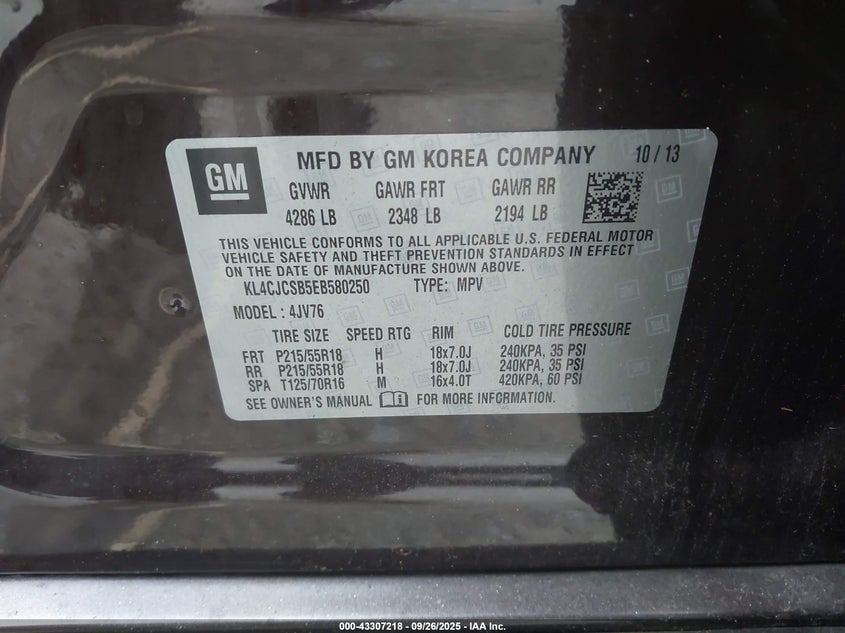 GM MFD BY GM KOREA COMPANY 10 / 13
GVWR GAWR FRT GAWR RR
4286 LB 2348 LB 2194 LB
THIS VEHICLE CONFORMS TO ALL APPLICABLE U.S. FEDERAL MOTOR
VEHICLE SAFETY AND THEFT PREVENTION STANDARDS IN EFFECT
ON THE DATE OF MANUFACTURE SHOWN ABOVE.
KL4CJCSB5EB580250 TYPE: MPV
MODEL : 4JV76
TIRE SIZE SPEED RTG RIM COLD TIRE PRESSURE
FRT P215/55R18 H 18x7.0J 240KPA, 35 PSI
RR P215/55R18 H 18x7.0J 240KPA, 35 PSI
SPA T125/70R16 M 16x4.0T 420KPA, 60 PSI
SEE OWNER'S MANUAL FOR MORE INFORMATION.
000-43307218 - 09/26/2025 - IAA Inc.